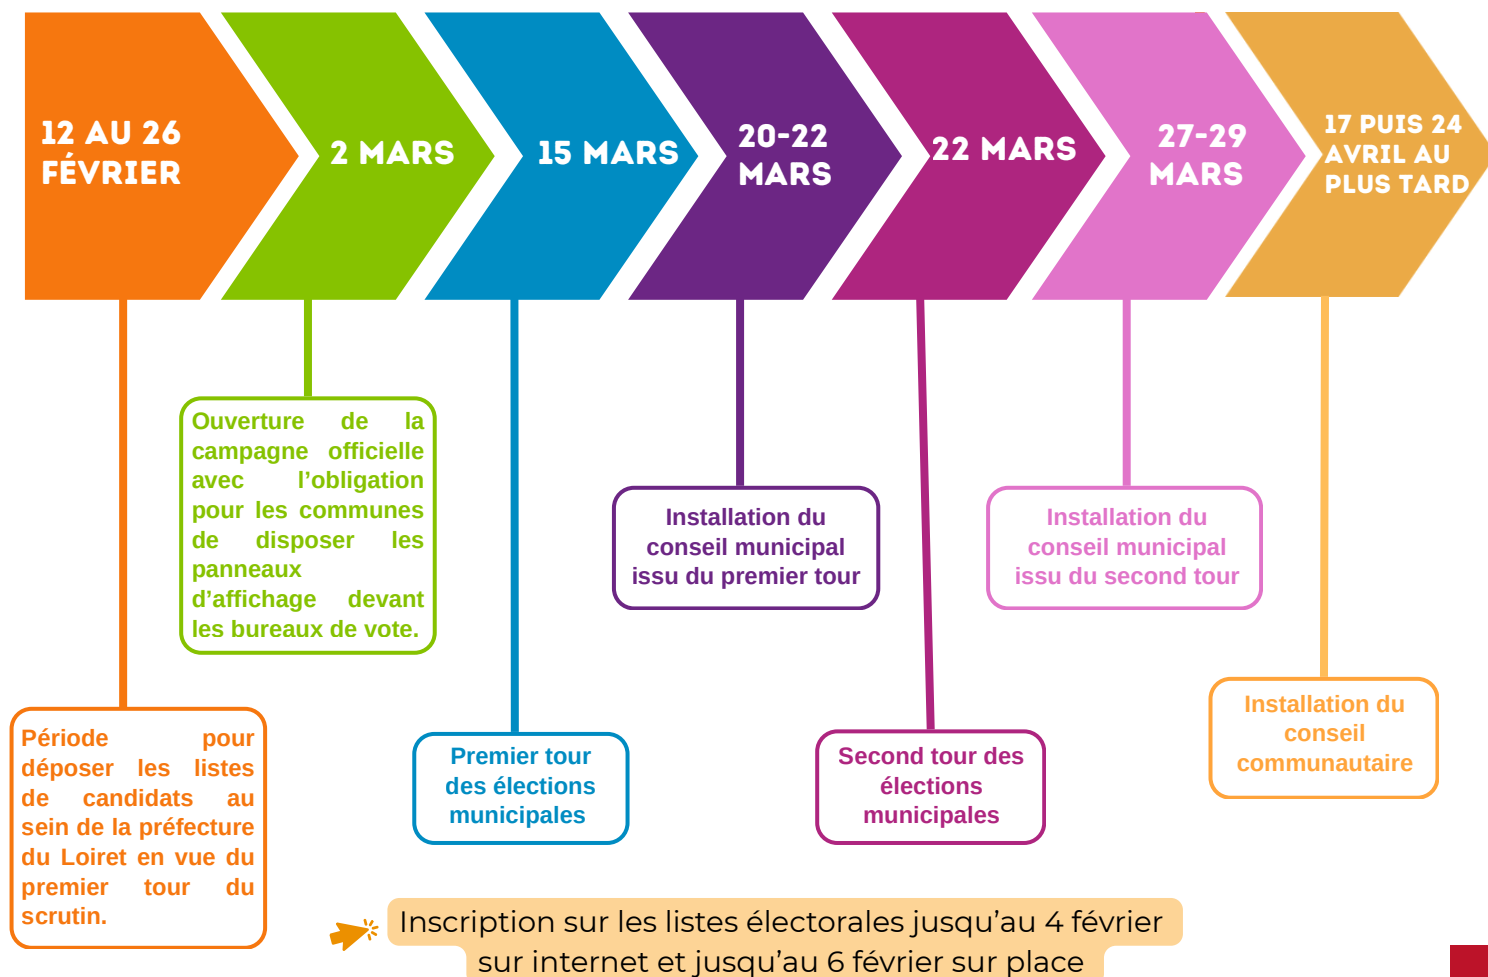 12 AU 26
FÉVRIER
2 MARS
15 MARS
20-22
MARS
22 MARS
27-29
MARS
17 PUIS 24
AVRIL AU
PLUS TARD
Ouverture de la
campagne officielle
avec l’obligation
pour les communes
de disposer les
panneaux
d’affichage devant
les bureaux de vote.
Installation du
conseil municipal
issu du premier tour
Installation du
conseil municipal
issu du second tour
Période pour
déposer les listes
de candidats au
sein de la préfecture
du Loiret en vue du
premier tour du
scrutin.
Premier tour
des élections
municipales
Second tour des
élections
municipales
Installation du
conseil
communautaire
Inscription sur les listes électorales jusqu’au 4 février
sur internet et jusqu’au 6 février sur place